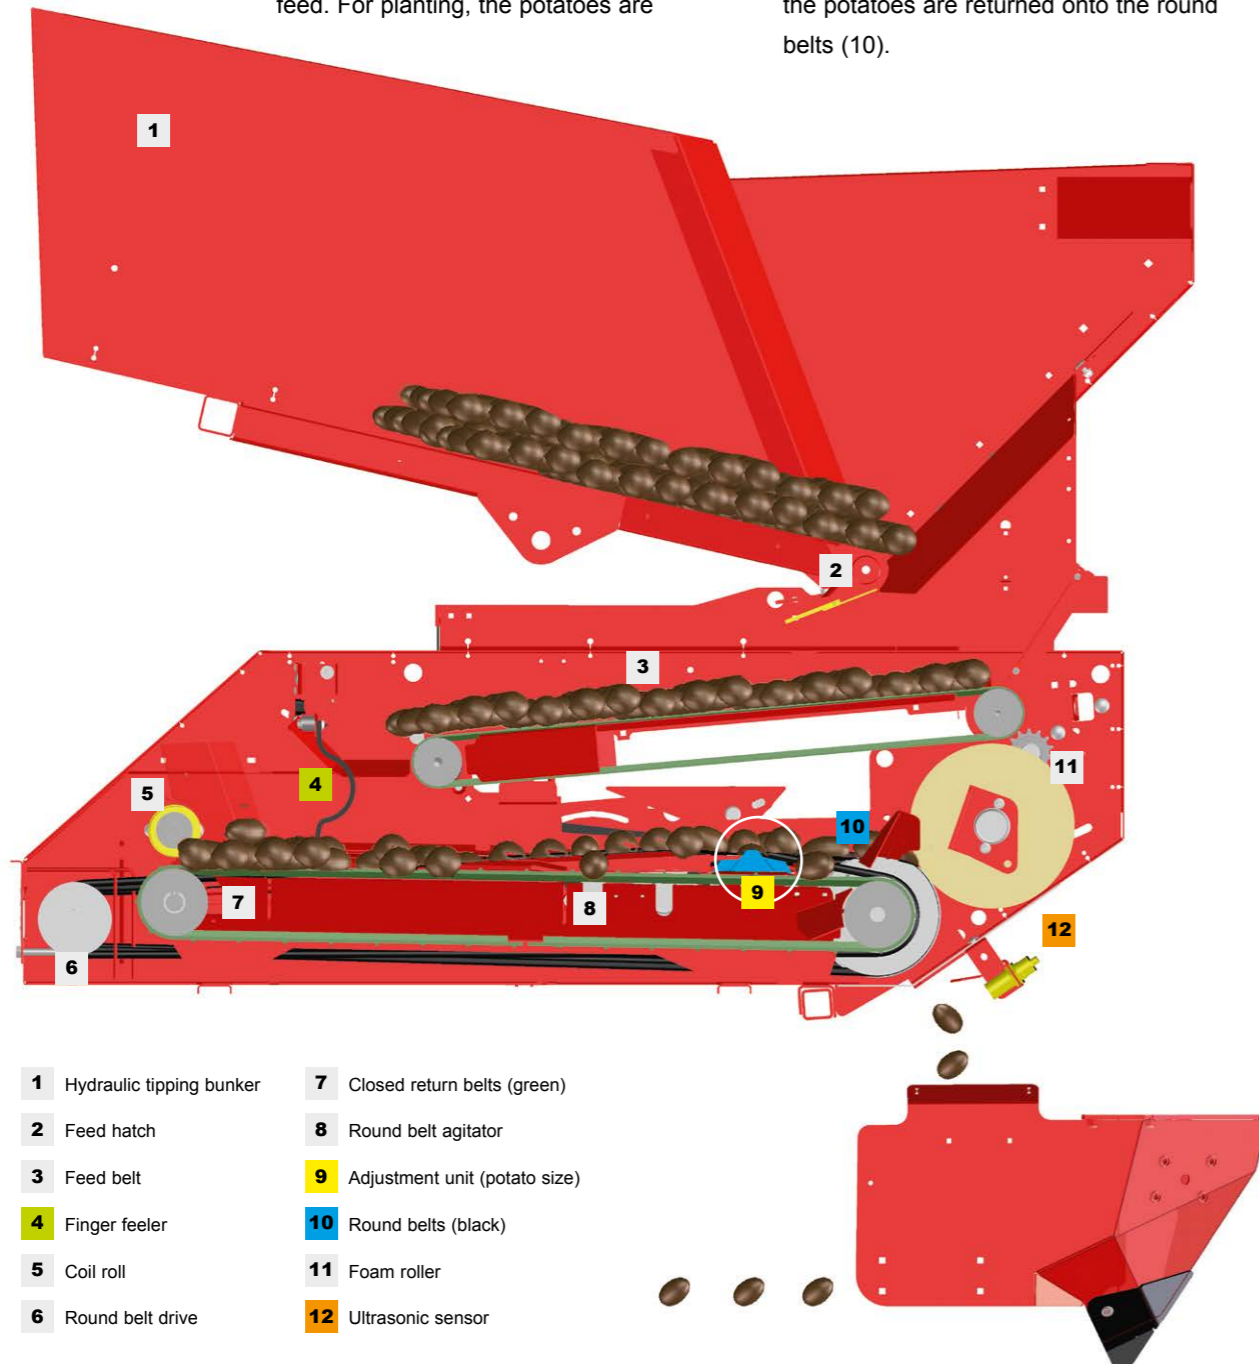 feed. For planting, the potatoes are
the potatoes are returned onto the round
belts (10).
1
2
3
4
5
11
10
7
8
9
12
6
1 Hydraulic tipping bunker
2 Feed hatch
3 Feed belt
4 Finger feeler
5 Coil roll
6 Round belt drive
7 Closed return belts (green)
8 Round belt agitator
9 Adjustment unit (potato size)
10 Round belts (black)
11 Foam roller
12 Ultrasonic sensor